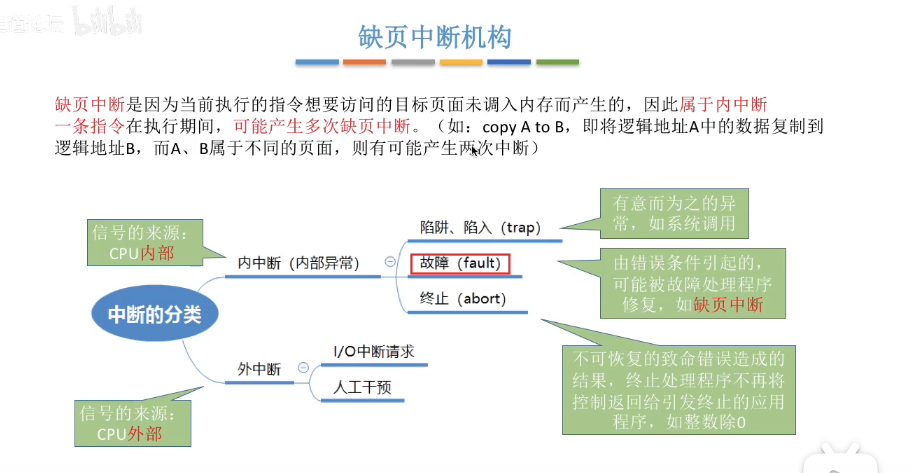 bilibili
缺页中断机构
缺页中断是因为当前执行的指令想要访问的目标页面未调入内存而产生的，因此属于内中断
一条指令在执行期间，可能产生多次缺页中断。（如：copy A to B，即将逻辑地址A中的数据复制到
逻辑地址B，而A、B属于不同的页面，则有可能产生两次中断）
信号的来源：
CPU内部
中断的分类
内中断（内部异常）
陷阱、陷入（trap）
有意而为之的异
常，如系统调用
故障（fault）
由错误条件引起的，
可能被故障处理程序
修复，如缺页中断
终止（abort）
不可恢复的致命错误造成的
结果，终止处理程序不再将
控制返回给引发终止的应用
程序，如整数除0
外中断
I/O中断请求
人工干预
信号的来源：
CPU外部